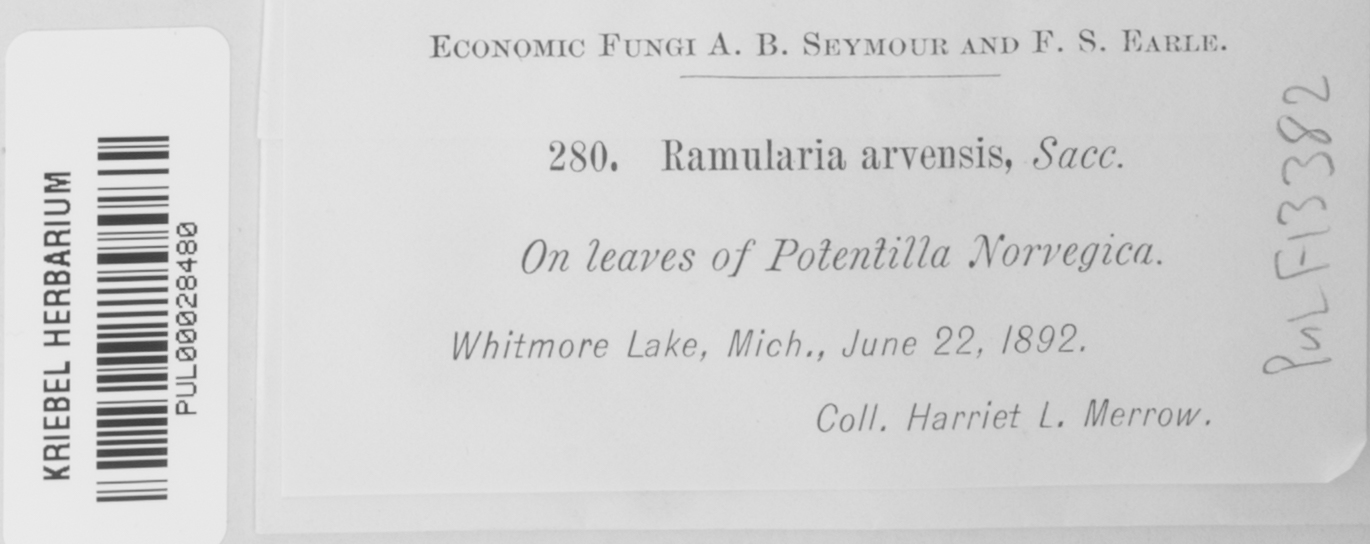 KRIEBEL HERBARIUM
PUL00028480
ECONOMIC FUNGI A. B. SEYMOUR AND F. S. EARLE.
280. Ramularia arvensis, Sacc.
On leaves of Potentilla Norvegica.
Whitmore Lake, Mich., June 22, 1892.
Coll. Harriet L. Merrow.
PuL F13382